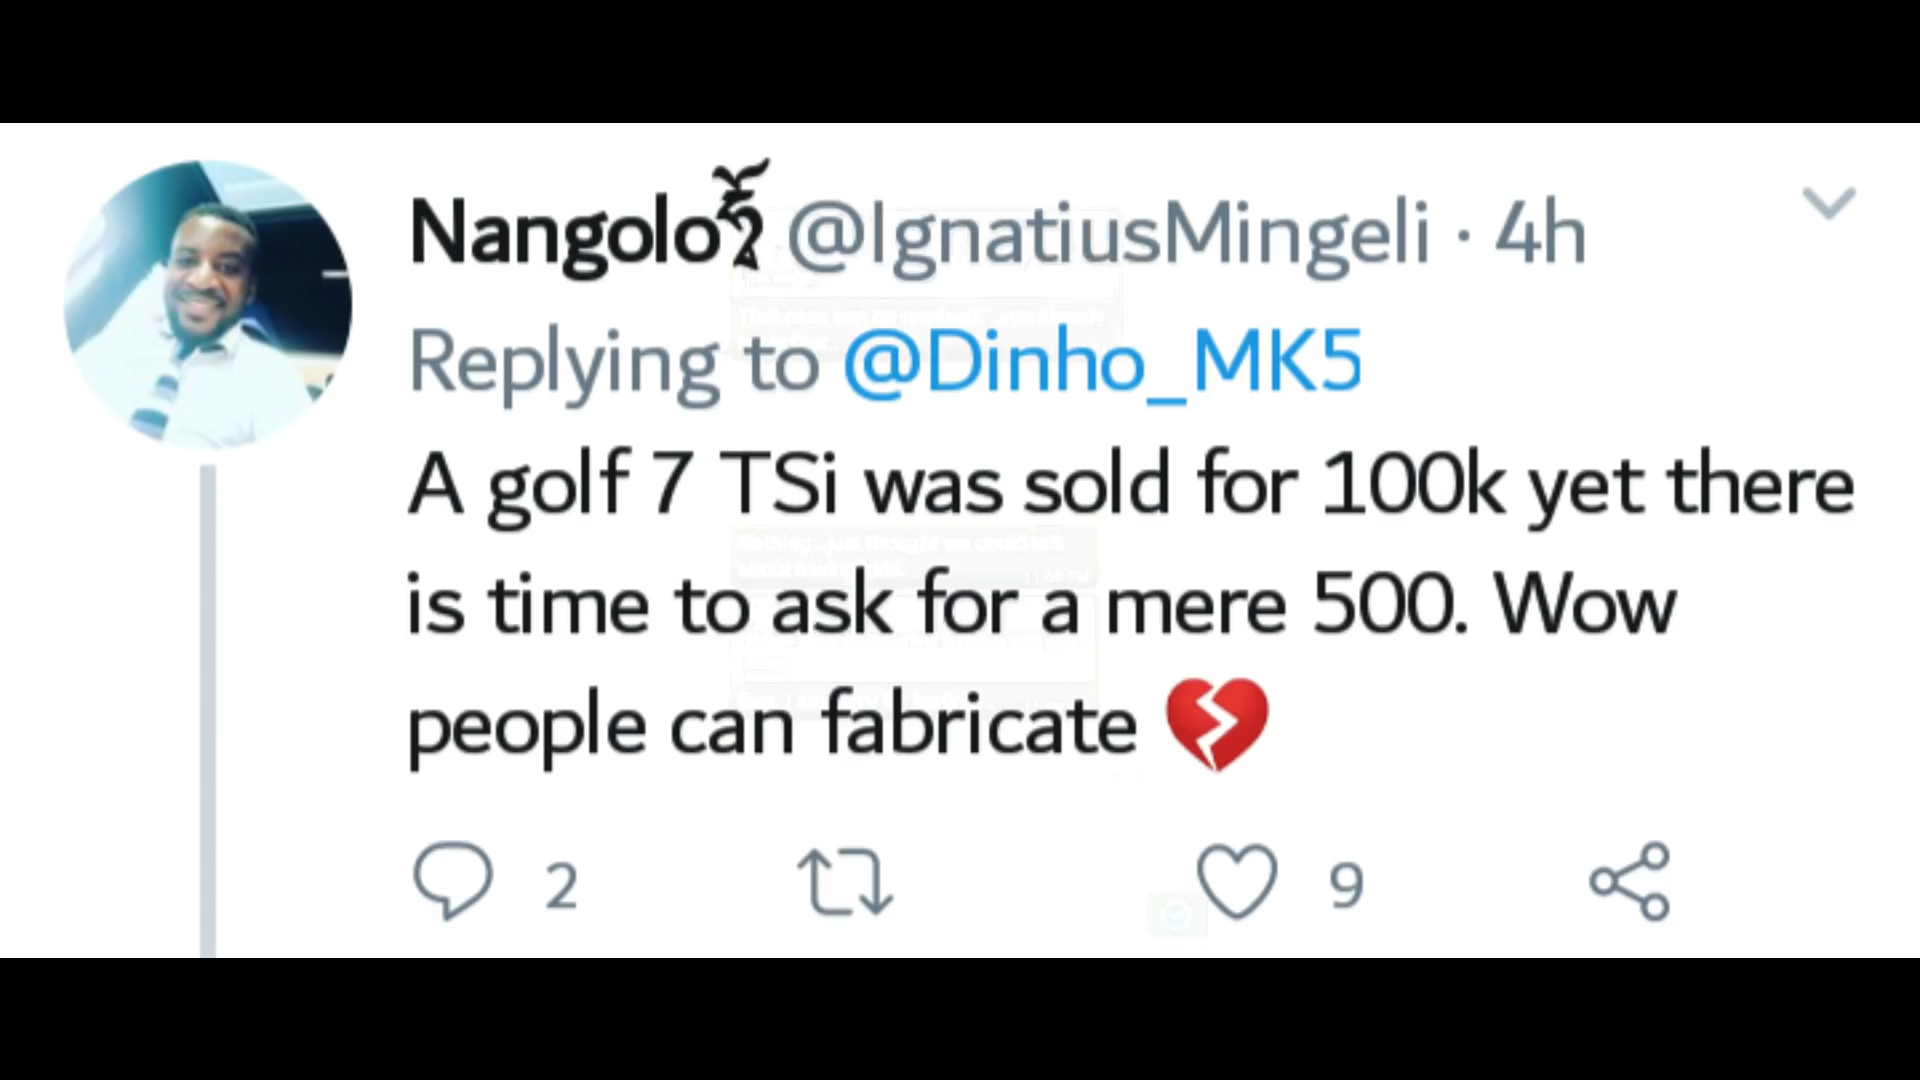 Nangolo @IgnatiusMingeli · 4h
Replying to @Dinho_MK5
A golf 7 TSi was sold for 100k yet there
is time to ask for a mere 500. Wow
people can fabricate 💔
2 9